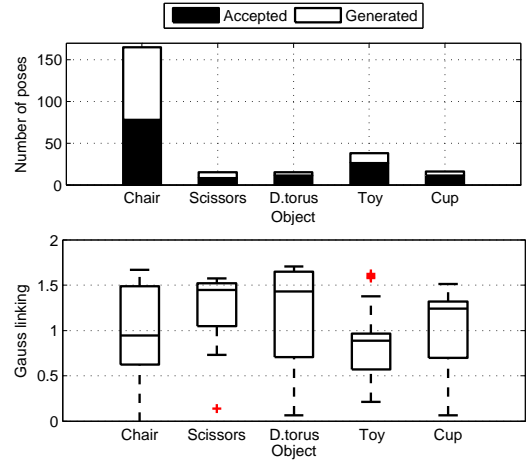 Accepted Generated
Number of poses
150
100
50
0
Chair Scissors D.torus Toy Cup
Object
Gauss linking
2
1.5
1
0.5
0
Chair Scissors D.torus Toy Cup